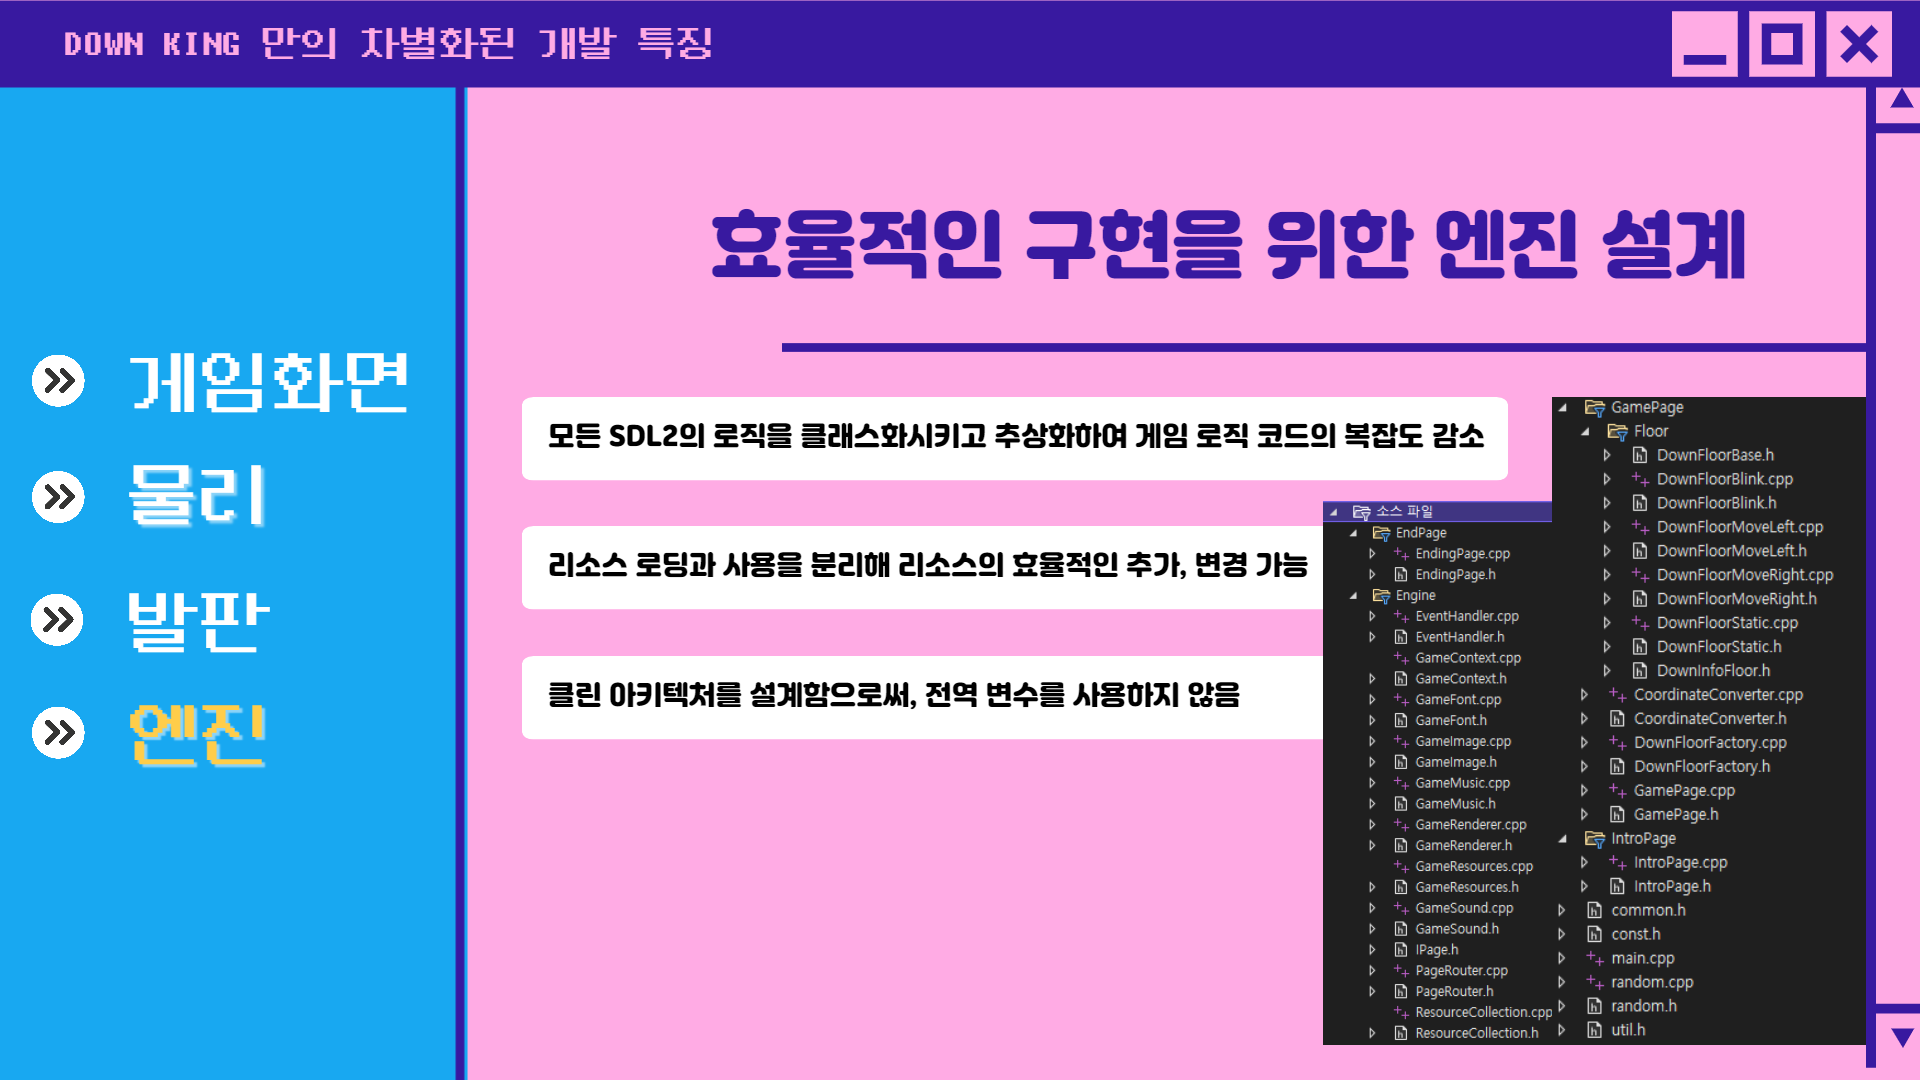 DOWN KING 만의 차별화된 개발 특징
게임화면
물리
발판
엔진
효율적인 구현을 위한 엔진 설계
모든 SDL2의 로직을 클래스화시키고 추상화하여 게임 로직 코드의 복잡도 감소
리소스 로딩과 사용을 분리해 리소스의 효율적인 추가, 변경 가능
클린 아키텍처를 설계함으로써, 전역 변수를 사용하지 않음
소스 파일
EndPage
EndingPage.cpp
EndingPage.h
Engine
EventHandler.cpp
EventHandler.h
GameContext.cpp
GameContext.h
GameFont.cpp
GameFont.h
GameImage.cpp
GameImage.h
GameMusic.cpp
GameMusic.h
GameRenderer.cpp
GameRenderer.h
GameResources.cpp
GameResources.h
GameSound.cpp
GameSound.h
IPage.h
PageRouter.cpp
PageRouter.h
ResourceCollection.cpp
ResourceCollection.h
GamePage
Floor
DownFloorBase.h
DownFloorBlink.cpp
DownFloorBlink.h
DownFloorMoveLeft.cpp
DownFloorMoveLeft.h
DownFloorMoveRight.cpp
DownFloorMoveRight.h
DownFloorStatic.cpp
DownFloorStatic.h
DownInfoFloor.h
CoordinateConverter.cpp
CoordinateConverter.h
DownFloorFactory.cpp
DownFloorFactory.h
GamePage.cpp
GamePage.h
IntroPage
IntroPage.cpp
IntroPage.h
common.h
const.h
main.cpp
random.cpp
random.h
util.h